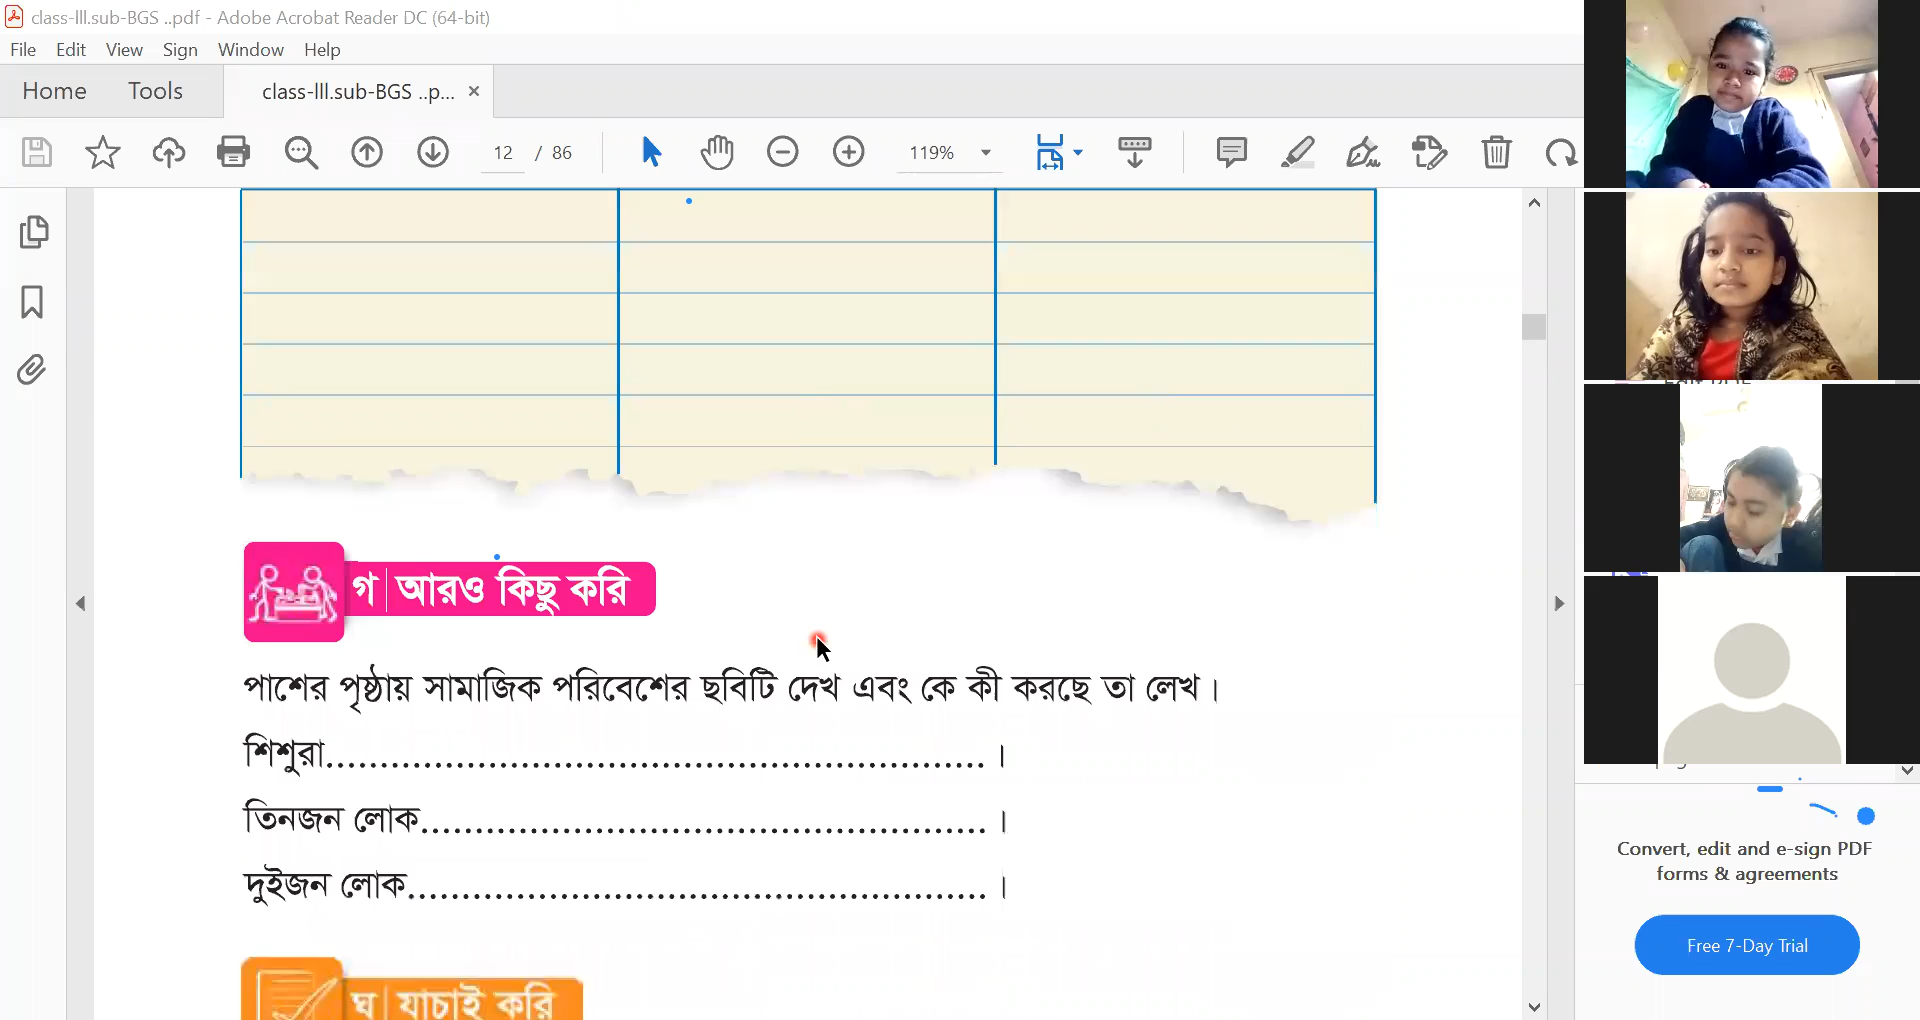 class-III.sub-BGS ..pdf - Adobe Acrobat Reader DC (64-bit)
File Edit View Sign Window Help
Home Tools class-III.sub-BGS ..p... ×
12 / 86 119%
গ আরও কিছু করি
পাশের পৃষ্ঠায় সামাজিক পরিবেশের ছবিটি দেখ এবং কে কী করছে তা লেখ।
শিশুরা.............................................................।
তিনজন লোক.....................................................।
দুইজন লোক......................................................।
ঘ যাচাই করি
Convert, edit and e-sign PDF
forms & agreements
Free 7-Day Trial